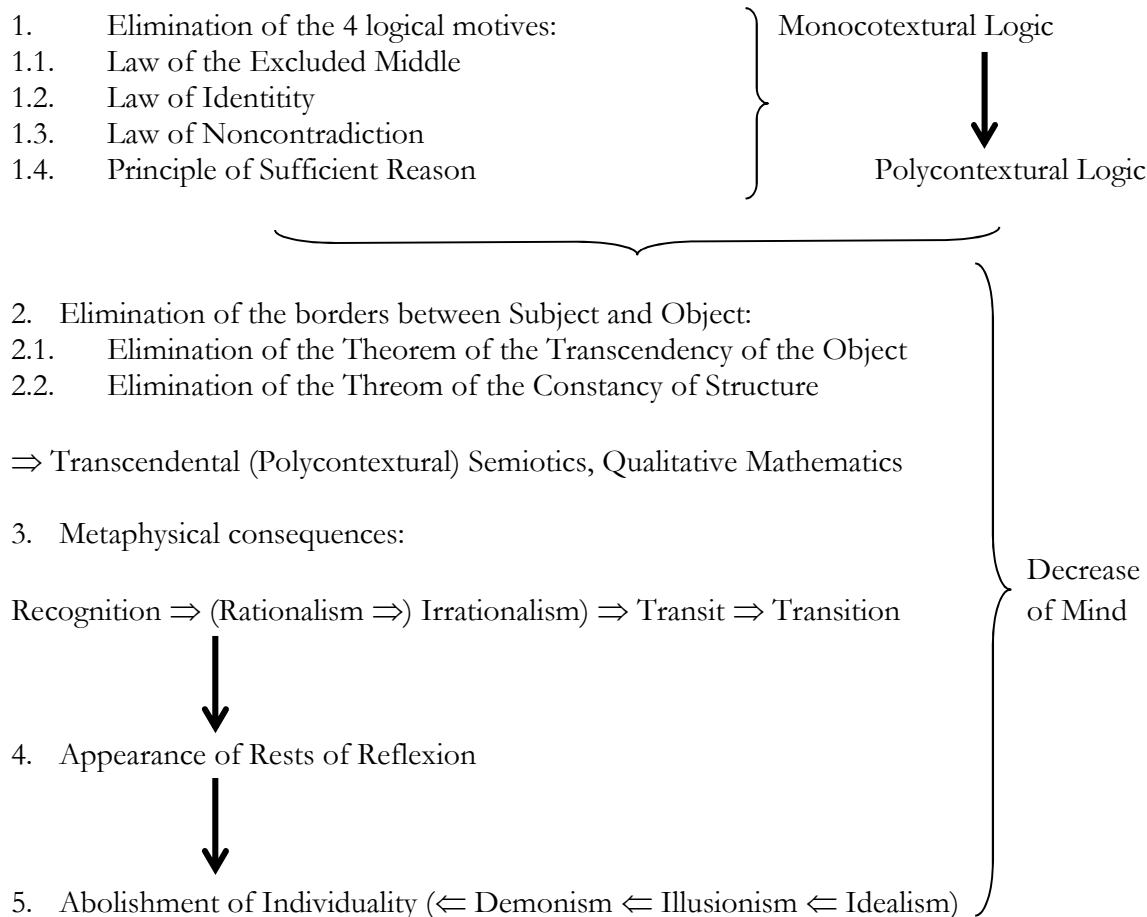 1. Elimination of the 4 logical motives: Monocotextural Logic
1.1. Law of the Excluded Middle
1.2. Law of Identitity
1.3. Law of Noncontradiction
1.4. Principle of Sufficient Reason Polycontextural Logic
2. Elimination of the borders between Subject and Object:
2.1. Elimination of the Theorem of the Transcendency of the Object
2.2. Elimination of the Threom of the Constancy of Structure
⇒ Transcendental (Polycontextural) Semiotics, Qualitative Mathematics
3. Metaphysical consequences:
Recognition ⇒ (Rationalism ⇒) Irrationalism) ⇒ Transit ⇒ Transition
Decrease
of Mind
4. Appearance of Rests of Reflexion
5. Abolishment of Individuality (⇐ Demonism ⇐ Illusionism ⇐ Idealism)